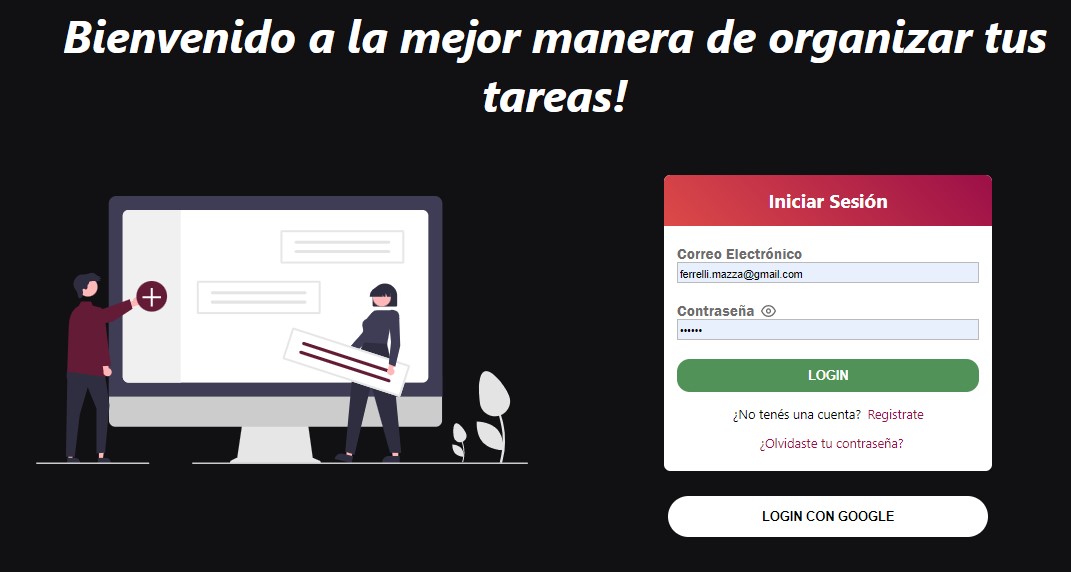 Bienvenido a la mejor manera de organizar tus
tareas!
Iniciar Sesión
Correo Electrónico
ferrelli.mazza@gmail.com
Contraseña
••••••
LOGIN
¿No tenés una cuenta? Registrate
¿Olvidaste tu contraseña?
LOGIN CON GOOGLE